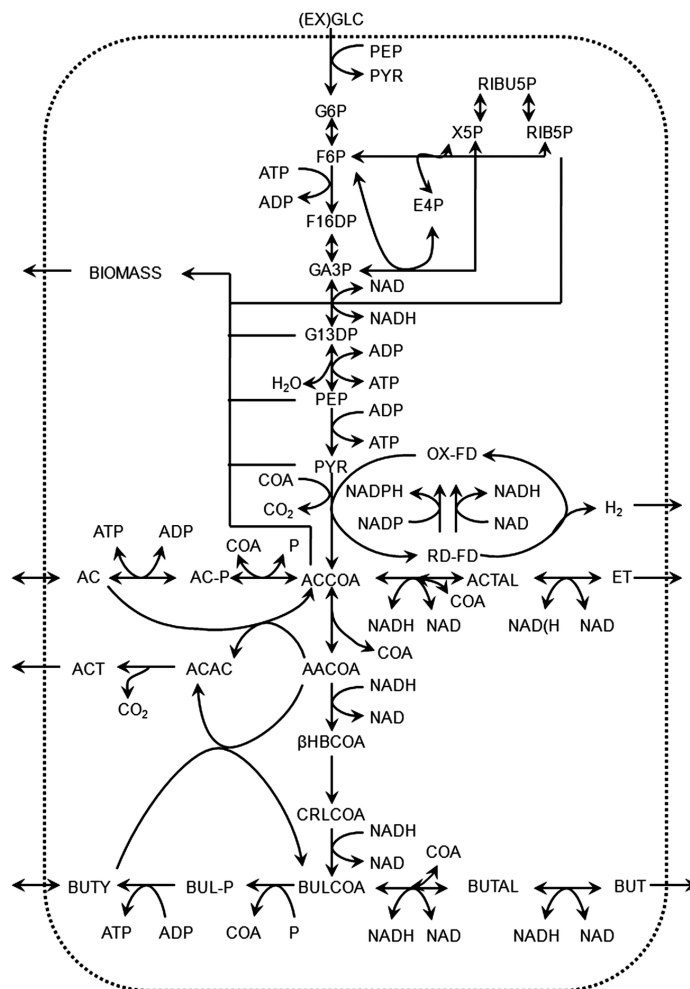 (EX)GLC
PEP
PYR
RIBU5P
G6P
X5P RIB5P
F6P
ATP
ADP
E4P
F16DP
GA3P
BIOMASS
NAD
NADH
G13DP
ADP
H₂O
ATP
PEP
ADP
ATP
PYR
OX-FD
COA
NADPH NADH
CO₂
H₂
NADP NAD
RD-FD
ATP ADP
COA P
AC AC-P ACCOA ACTAL ET
COA
NADH NAD NAD(H NAD
COA
ACT ACAC AACOA
NADH
CO₂
NAD
βHBCOA
CRLCOA
NADH
COA
NAD
BUTY BUL-P BULCOA BUTAL BUT
ATP ADP COA P NADH NAD NADH NAD